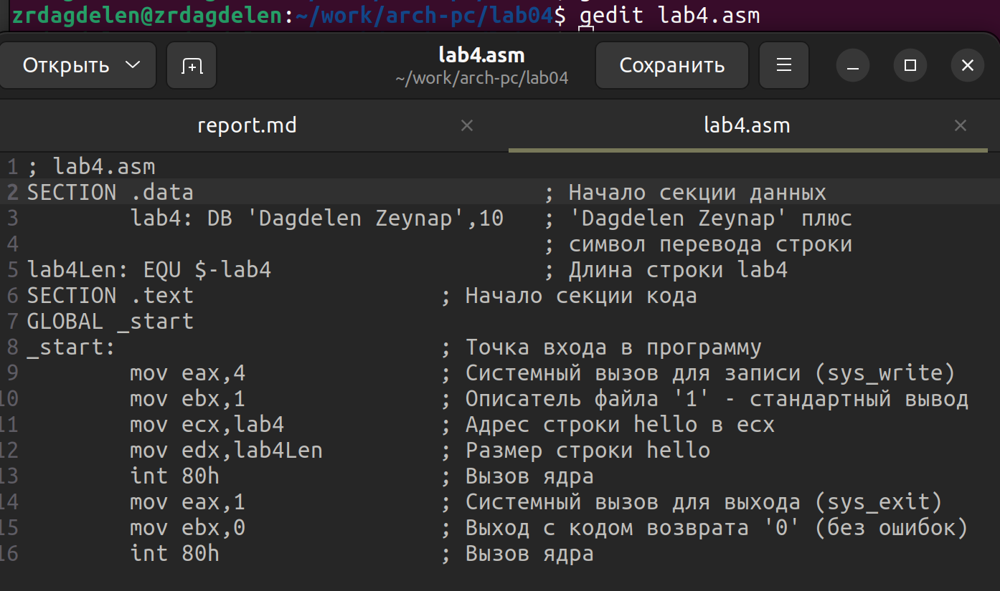 zrdagdelen@zrdagdelen:~/work/arch-pc/lab04$ gedit lab4.asm
Открыть lab4.asm Сохранить
~/work/arch-pc/lab04
report.md lab4.asm
1 ; lab4.asm
2 SECTION .data ; Начало секции данных
3 lab4: DB 'Dagdelen Zeynap',10 ; 'Dagdelen Zeynap' плюс
4 ; символ перевода строки
5 lab4Len: EQU $-lab4 ; Длина строки lab4
6 SECTION .text ; Начало секции кода
7 GLOBAL _start
8 _start: ; Точка входа в программу
9 mov eax,4 ; Системный вызов для записи (sys_write)
10 mov ebx,1 ; Описатель файла '1' - стандартный вывод
11 mov ecx,lab4 ; Адрес строки hello в ecx
12 mov edx,lab4Len ; Размер строки hello
13 int 80h ; Вызов ядра
14 mov eax,1 ; Системный вызов для выхода (sys_exit)
15 mov ebx,0 ; Выход с кодом возврата '0' (без ошибок)
16 int 80h ; Вызов ядра